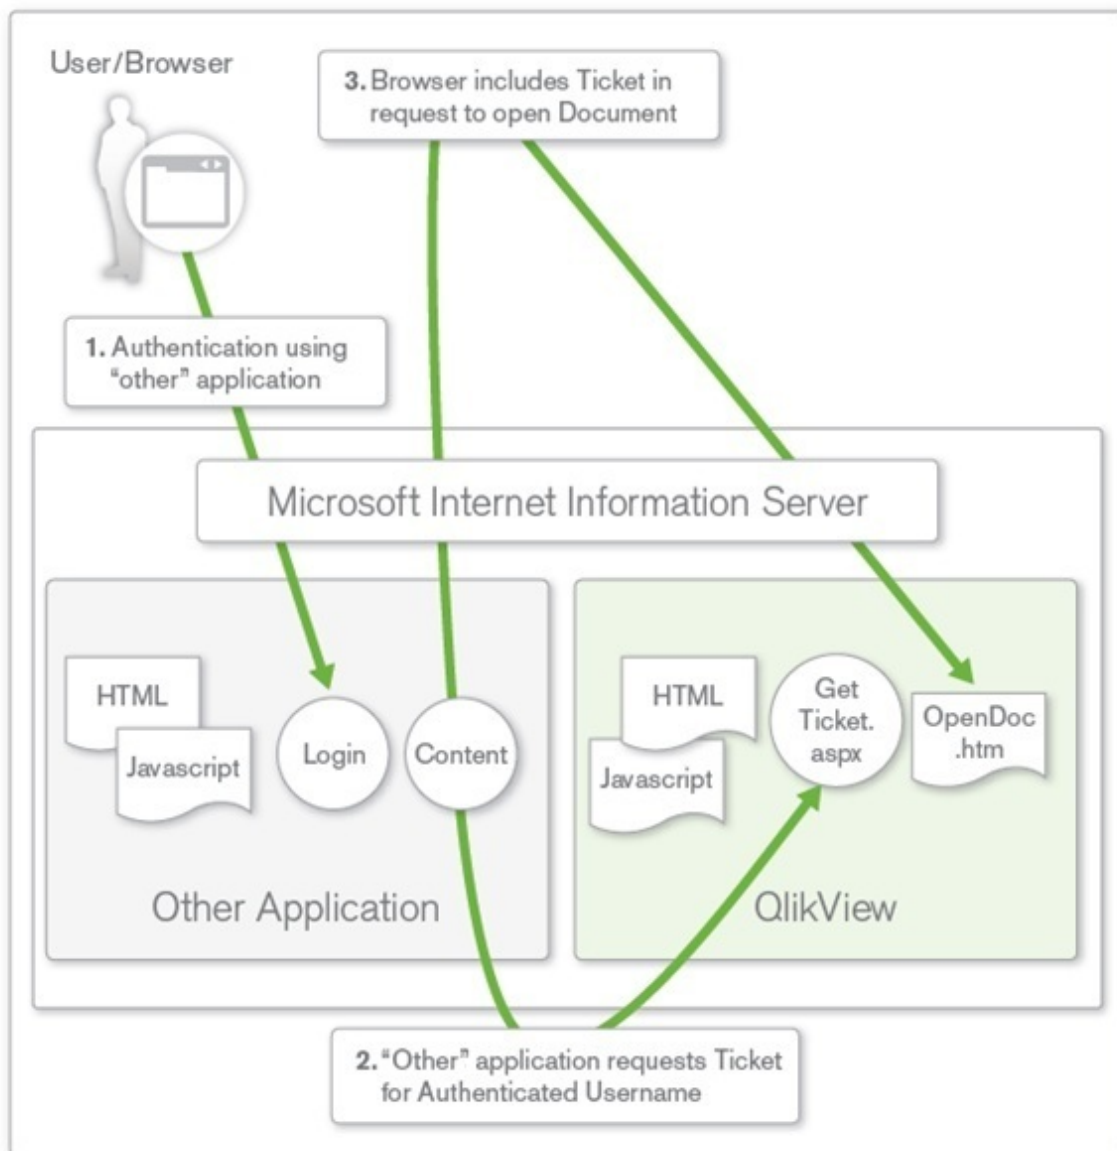 User/Browser
3. Browser includes Ticket in
request to open Document
1. Authentication using
“other” application
Microsoft Internet Information Server
HTML
Javascript
Login
Content
Other Application
HTML
Javascript
Get
Ticket.
aspx
OpenDoc
.htm
QlikView
2. “Other” application requests Ticket
for Authenticated Username